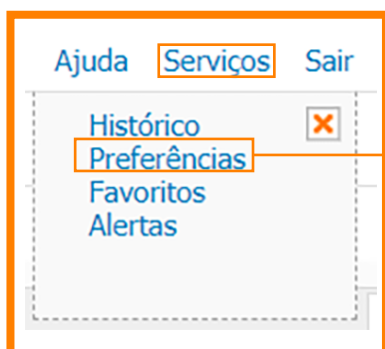 Ajuda Serviços Sair
Histórico
Preferências
Favoritos
Alertas